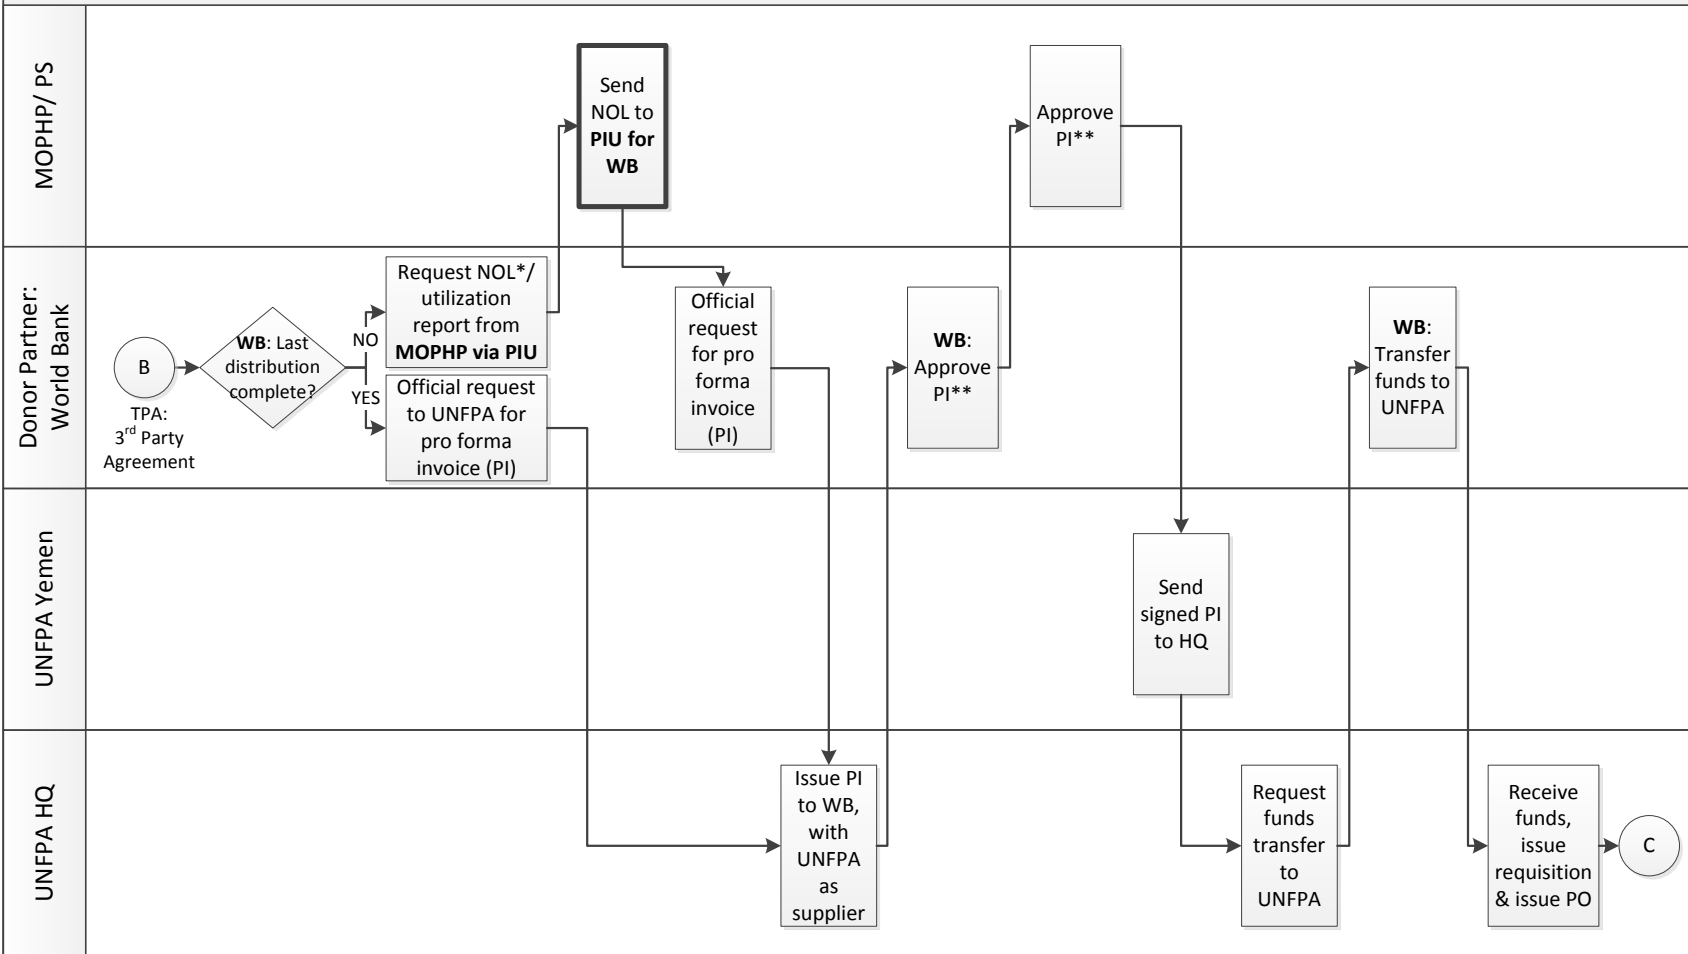 MOPHP/ PS
Send
NOL to
PIU for
WB
Approve
PI**
Donor Partner:
World Bank
B
TPA:
3rd Party
Agreement
WB: Last
distribution
complete?
NO
YES
Request NOL*/
utilization
report from
MOPHP via PIU
Official request
to UNFPA for
pro forma
invoice (PI)
Official
request
for pro
forma
invoice
(PI)
WB:
Approve
PI**
WB:
Transfer
funds to
UNFPA
UNFPA Yemen
Send
signed PI
to HQ
UNFPA HQ
Issue PI
to WB,
with
UNFPA
as
supplier
Request
funds
transfer
to
UNFPA
Receive
funds,
issue
requisition
& issue PO
C